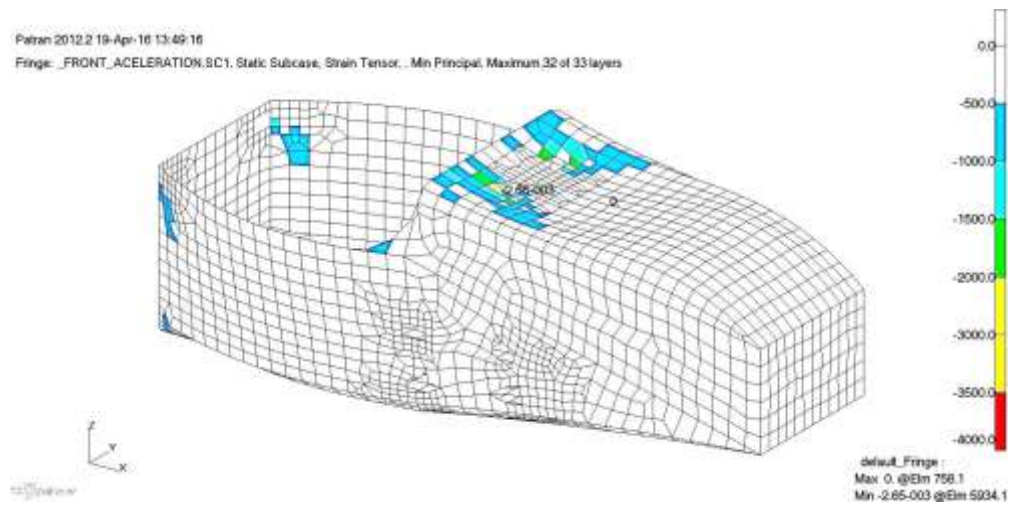 Patran 2012.2 19-Apr-16 13:49:16
Fringe: _FRONT_ACELERATION.SC1, Static Subcase, Strain Tensor, . Min Principal, Maximum 32 of 33 layers
0.0
-500.0
-1000.0
-1500.0
-2000.0
-3000.0
-3500.0
-4000.0
-2.65-003
0
Z
Y
X
default_Fringe :
Max 0. @Elm 758.1
Min -2.65-003 @Elm 5934.1